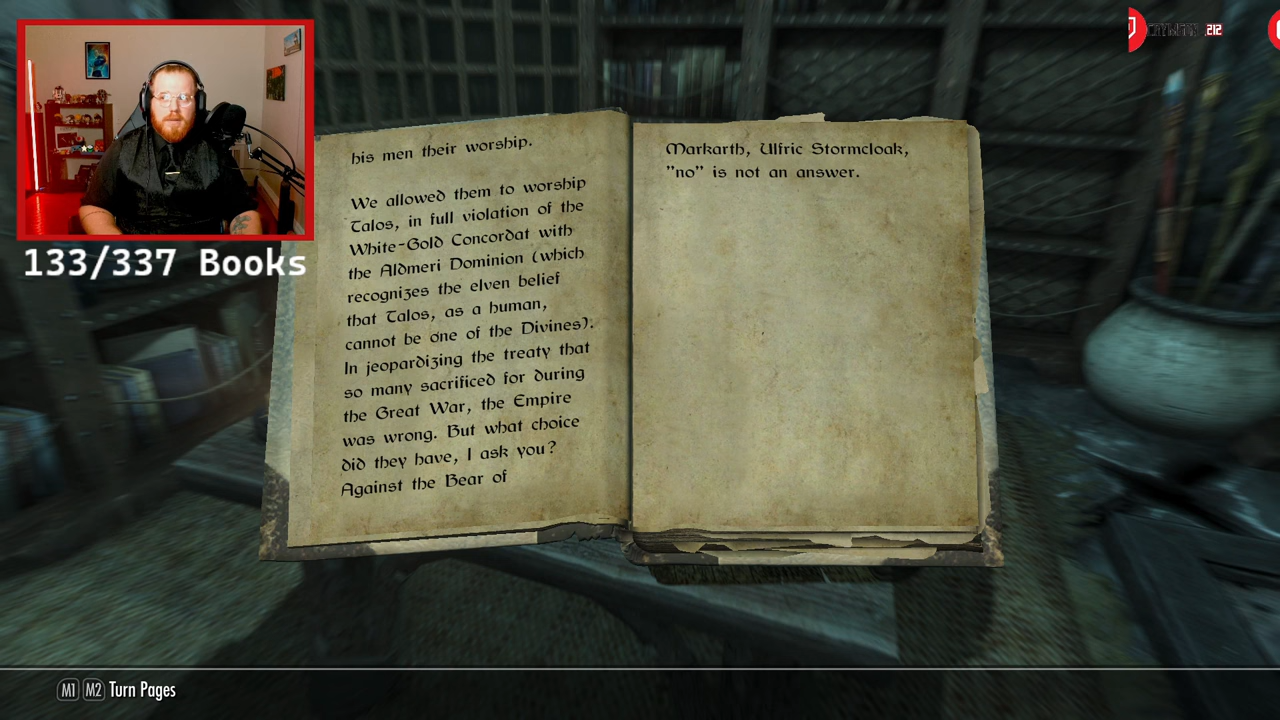 133/337 Books
his men their worship.
We allowed them to worship
Talos, in full violation of the
White-Gold Concordat with
the Aldmeri Dominion (which
recognizes the elven belief
that Talos, as a human,
cannot be one of the Divines).
In jeopardizing the treaty that
so many sacrificed for during
the Great War, the Empire
was wrong. But what choice
did they have, I ask you?
Against the Bear of
Markarth, Ulfric Stormcloak,
"no" is not an answer.
M1 M2 Turn Pages